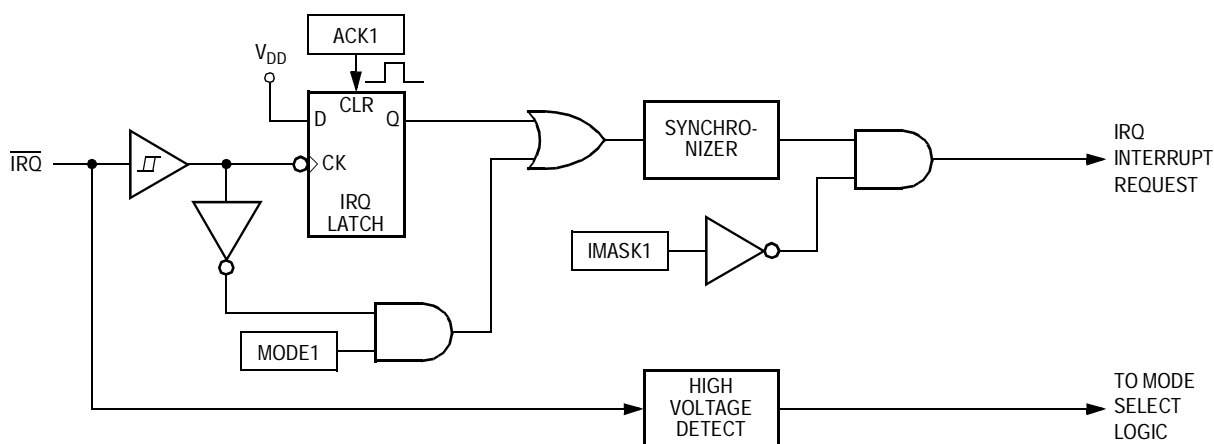 ACK1
VDD
CLR
D
Q
CK
IRQ
LATCH
IRQ
SYNCHRO-
NIZER
IRQ
INTERRUPT
REQUEST
IMASK1
MODE1
HIGH
VOLTAGE
DETECT
TO MODE
SELECT
LOGIC